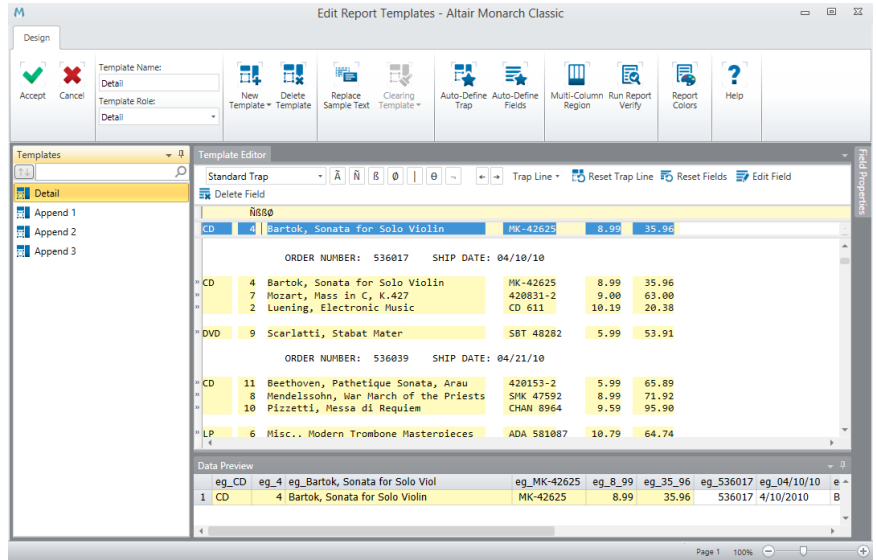 Edit Report Templates - Altair Monarch Classic
Design
Accept
Cancel
Template Name:
Detail
Template Role:
Detail
New Template
Delete Template
Replace Sample Text
Clearing Template
Auto-Define Trap
Auto-Define Fields
Multi-Column Region
Run Report Verify
Report Colors
Help
Templates
Detail
Append 1
Append 2
Append 3
Template Editor
Standard Trap Ã Ñ ß Ø | Ɵ ¬ Trap Line Reset Trap Line Reset Fields Edit Field
Delete Field
ÑßßØ
CD 4 Bartok, Sonata for Solo Violin MK-42625 8.99 35.96
ORDER NUMBER: 536017 SHIP DATE: 04/10/10
» CD 4 Bartok, Sonata for Solo Violin MK-42625 8.99 35.96
» 7 Mozart, Mass in C, K.427 420831-2 9.00 63.00
» 2 Luening, Electronic Music CD 611 10.19 20.38
» DVD 9 Scarlatti, Stabat Mater SBT 48282 5.99 53.91
ORDER NUMBER: 536039 SHIP DATE: 04/21/10
» CD 11 Beethoven, Pathetique Sonata, Arau 420153-2 5.99 65.89
» 8 Mendelssohn, War March of the Priests SMK 47592 8.99 71.92
» 10 Pizzetti, Messa di Requiem CHAN 8964 9.59 95.90
» LP 6 Misc., Modern Trombone Masterpieces ADA 581087 10.79 64.74
Field Properties
Data Preview
eg_CD eg_4 eg_Bartok, Sonata for Solo Viol eg_MK-42625 eg_8_99 eg_35_96 eg_536017 eg_04/10/10 e
1 CD 4 Bartok, Sonata for Solo Violin MK-42625 8.99 35.96 536017 4/10/2010 B
Page 1 100%